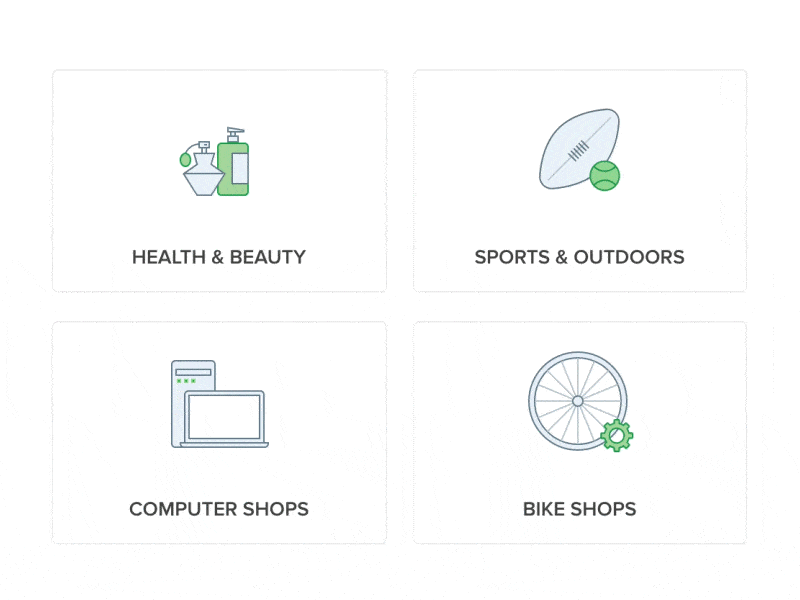 HEALTH & BEAUTY
SPORTS & OUTDOORS
COMPUTER SHOPS
BIKE SHOPS